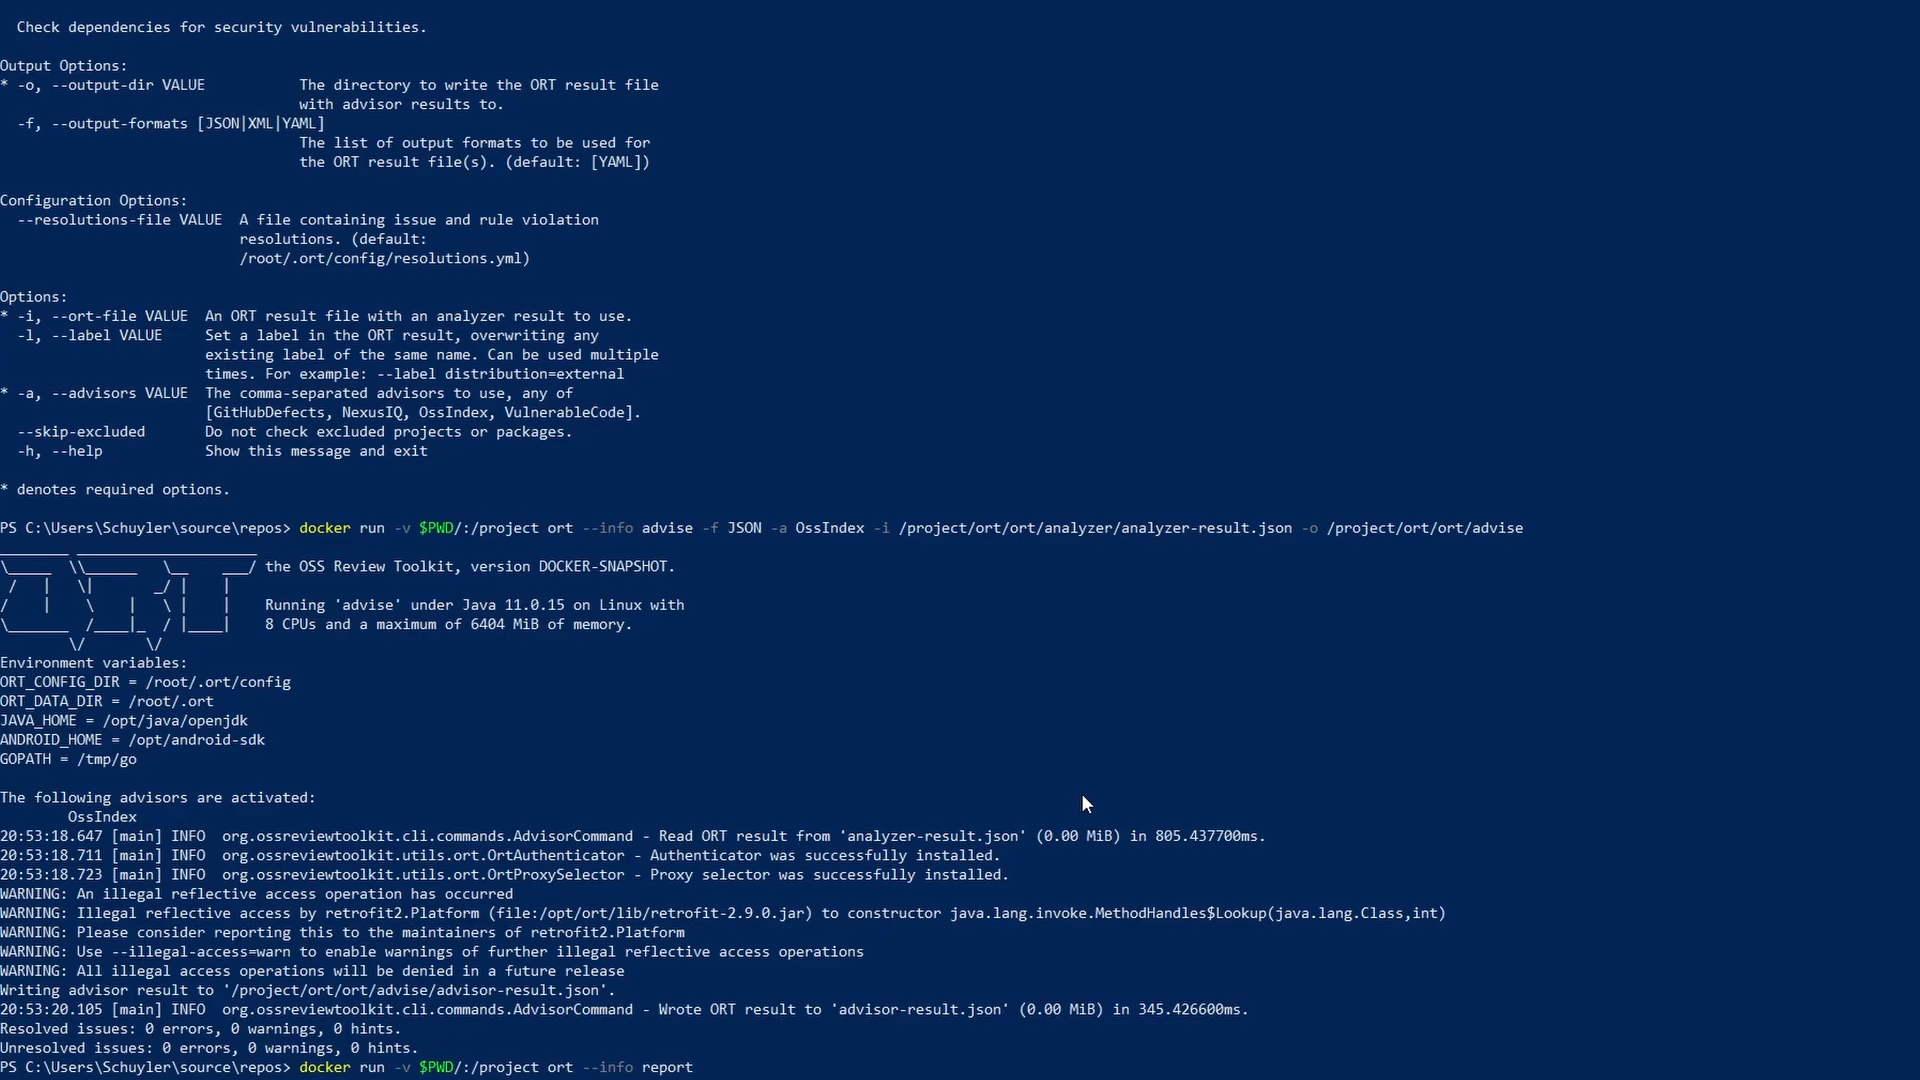 Check dependencies for security vulnerabilities.
Output Options:
* -o, --output-dir VALUE           The directory to write the ORT result file
                                   with advisor results to.
  -f, --output-formats [JSON|XML|YAML]
                                   The list of output formats to be used for
                                   the ORT result file(s). (default: [YAML])
Configuration Options:
  --resolutions-file VALUE  A file containing issue and rule violation
                            resolutions. (default:
                            /root/.ort/config/resolutions.yml)
Options:
* -i, --ort-file VALUE  An ORT result file with an analyzer result to use.
  -l, --label VALUE     Set a label in the ORT result, overwriting any
                        existing label of the same name. Can be used multiple
                        times. For example: --label distribution=external
* -a, --advisors VALUE  The comma-separated advisors to use, any of
                        [GitHubDefects, NexusIQ, OssIndex, VulnerableCode].
  --skip-excluded       Do not check excluded projects or packages.
  -h, --help            Show this message and exit
* denotes required options.
PS C:\Users\Schuyler\source\repos> docker run -v $PWD/:/project ort --info advise -f JSON -a OssIndex -i /project/ort/ort/analyzer/analyzer-result.json -o /project/ort/ort/advise
the OSS Review Toolkit, version DOCKER-SNAPSHOT.
Running 'advise' under Java 11.0.15 on Linux with
8 CPUs and a maximum of 6404 MiB of memory.
Environment variables:
ORT_CONFIG_DIR = /root/.ort/config
ORT_DATA_DIR = /root/.ort
JAVA_HOME = /opt/java/openjdk
ANDROID_HOME = /opt/android-sdk
GOPATH = /tmp/go
The following advisors are activated:
        OssIndex
20:53:18.647 [main] INFO  org.ossreviewtoolkit.cli.commands.AdvisorCommand - Read ORT result from 'analyzer-result.json' (0.00 MiB) in 805.437700ms.
20:53:18.711 [main] INFO  org.ossreviewtoolkit.utils.ort.OrtAuthenticator - Authenticator was successfully installed.
20:53:18.723 [main] INFO  org.ossreviewtoolkit.utils.ort.OrtProxySelector - Proxy selector was successfully installed.
WARNING: An illegal reflective access operation has occurred
WARNING: Illegal reflective access by retrofit2.Platform (file:/opt/ort/lib/retrofit-2.9.0.jar) to constructor java.lang.invoke.MethodHandles$Lookup(java.lang.Class,int)
WARNING: Please consider reporting this to the maintainers of retrofit2.Platform
WARNING: Use --illegal-access=warn to enable warnings of further illegal reflective access operations
WARNING: All illegal access operations will be denied in a future release
Writing advisor result to '/project/ort/ort/advise/advisor-result.json'.
20:53:20.105 [main] INFO  org.ossreviewtoolkit.cli.commands.AdvisorCommand - Wrote ORT result to 'advisor-result.json' (0.00 MiB) in 345.426600ms.
Resolved issues: 0 errors, 0 warnings, 0 hints.
Unresolved issues: 0 errors, 0 warnings, 0 hints.
PS C:\Users\Schuyler\source\repos> docker run -v $PWD/:/project ort --info report